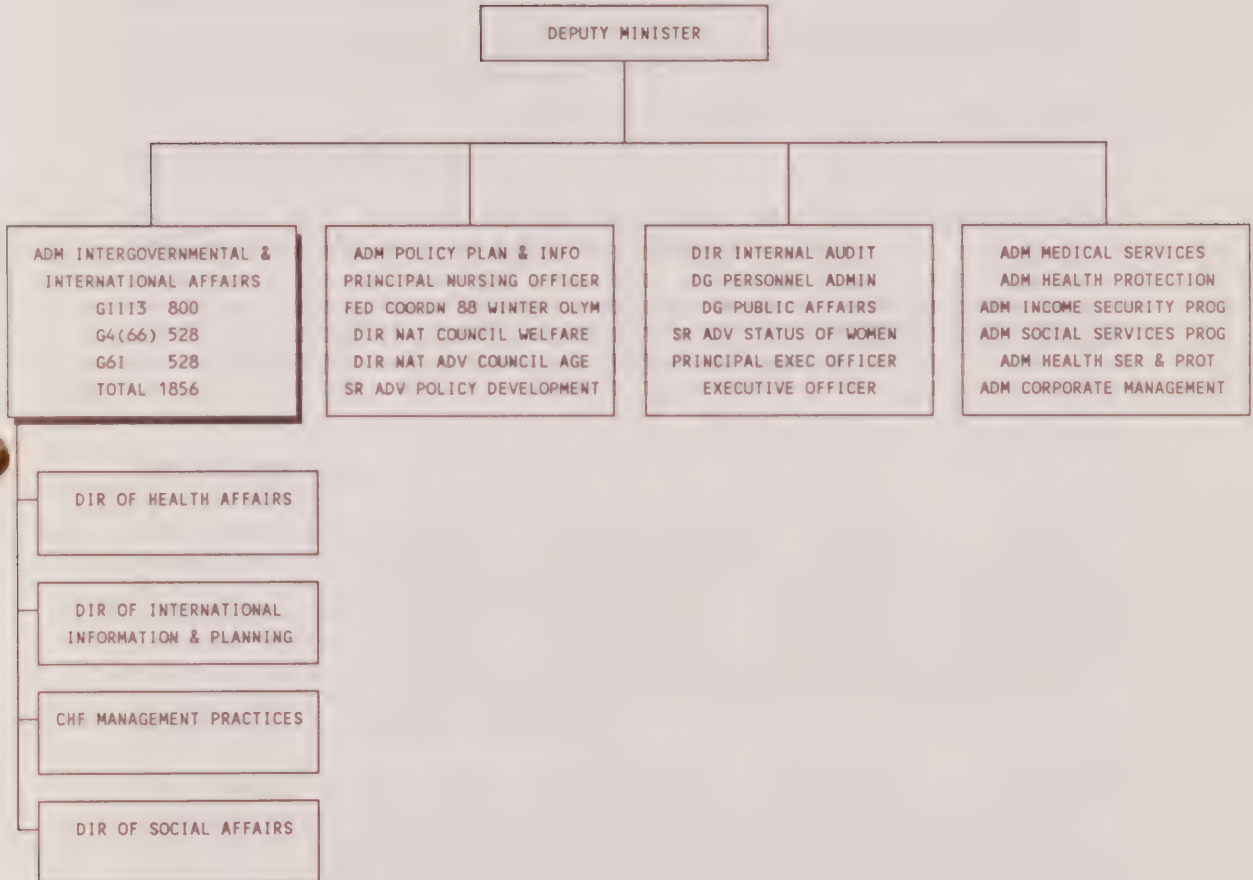 DEPUTY MINISTER
ADM INTERGOVERNMENTAL &
INTERNATIONAL AFFAIRS
GIII3 800
G4(66) 528
G6I 528
TOTAL 1856
ADM POLICY PLAN & INFO
PRINCIPAL NURSING OFFICER
FED COORDN 88 WINTER OLYM
DIR NAT COUNCIL WELFARE
DIR NAT ADV COUNCIL AGE
SR ADV POLICY DEVELOPMENT
DIR INTERNAL AUDIT
DG PERSONNEL ADMIN
DG PUBLIC AFFAIRS
SR ADV STATUS OF WOMEN
PRINCIPAL EXEC OFFICER
EXECUTIVE OFFICER
ADM MEDICAL SERVICES
ADM HEALTH PROTECTION
ADM INCOME SECURITY PROG
ADM SOCIAL SERVICES PROG
ADM HEALTH SER & PROT
ADM CORPORATE MANAGEMENT
DIR OF HEALTH AFFAIRS
DIR OF INTERNATIONAL
INFORMATION & PLANNING
CHF MANAGEMENT PRACTICES
DIR OF SOCIAL AFFAIRS